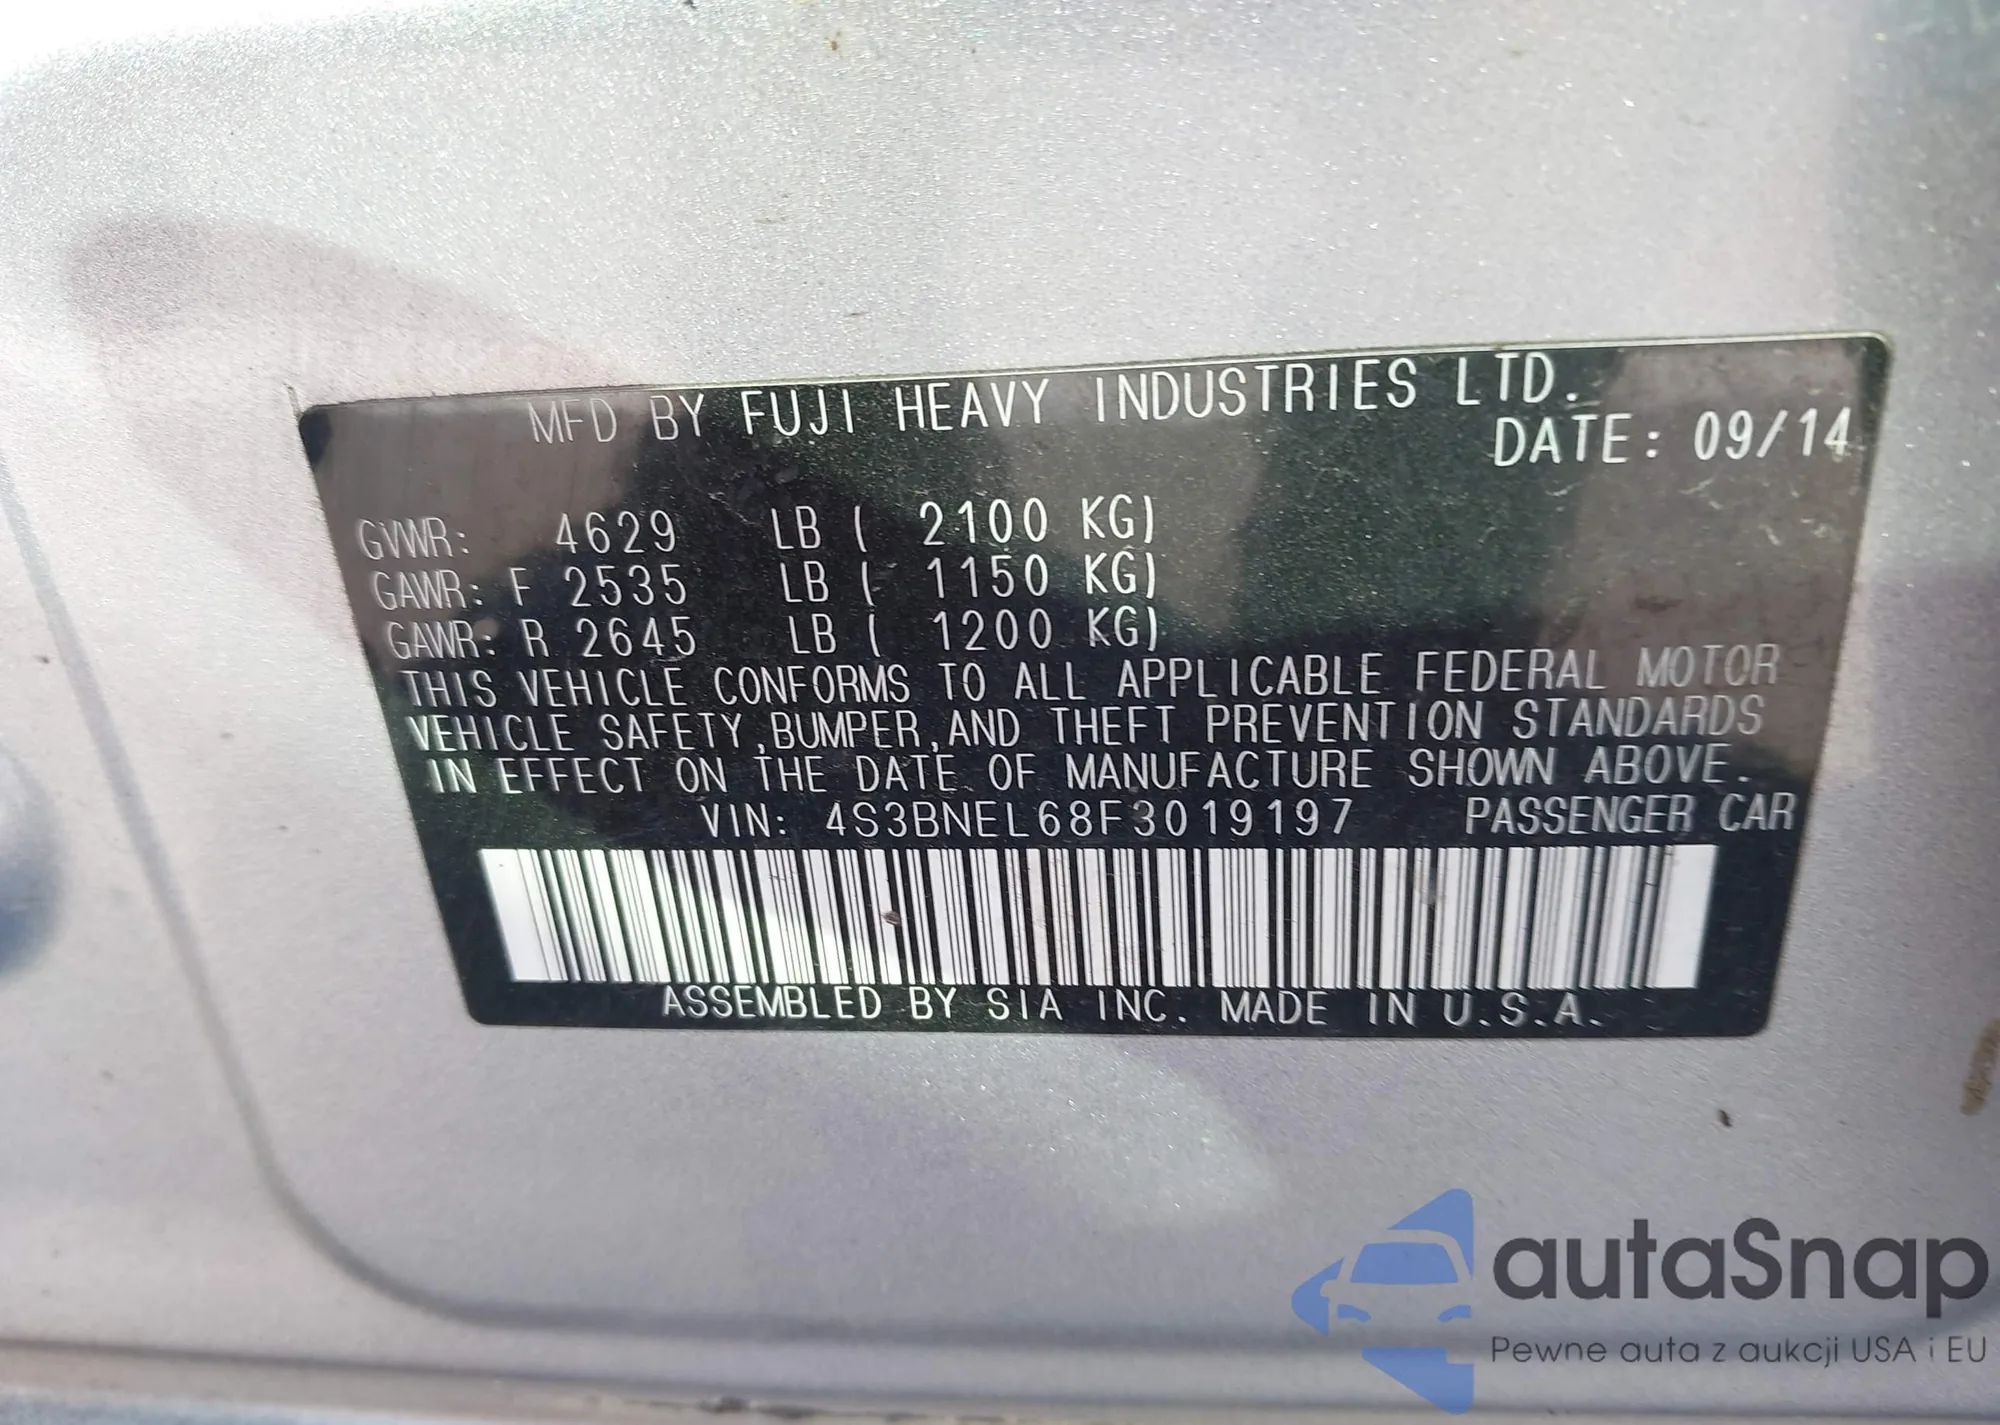 MFD BY FUJI HEAVY INDUSTRIES LTD.
DATE: 09/14
GVWR: 4629 LB ( 2100 KG)
GAWR: F 2535 LB ( 1150 KG)
GAWR: R 2645 LB ( 1200 KG)
THIS VEHICLE CONFORMS TO ALL APPLICABLE FEDERAL MOTOR
VEHICLE SAFETY,BUMPER,AND THEFT PREVENTION STANDARDS
IN EFFECT ON THE DATE OF MANUFACTURE SHOWN ABOVE.
VIN: 4S3BNEL68F3019197 PASSENGER CAR
ASSEMBLED BY SIA INC. MADE IN U.S.A.
autaSnap
Pewne auta z aukcji USA i EU